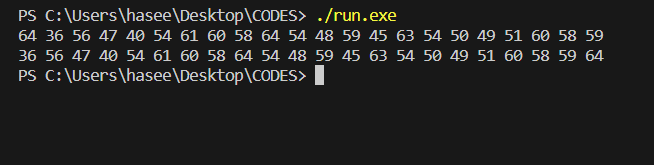 PS C:\Users\hasee\Desktop\CODES> ./run.exe
64 36 56 47 40 54 61 60 58 64 54 48 59 45 63 54 50 49 51 60 58 59
36 56 47 40 54 61 60 58 64 54 48 59 45 63 54 50 49 51 60 58 59 64
PS C:\Users\hasee\Desktop\CODES>